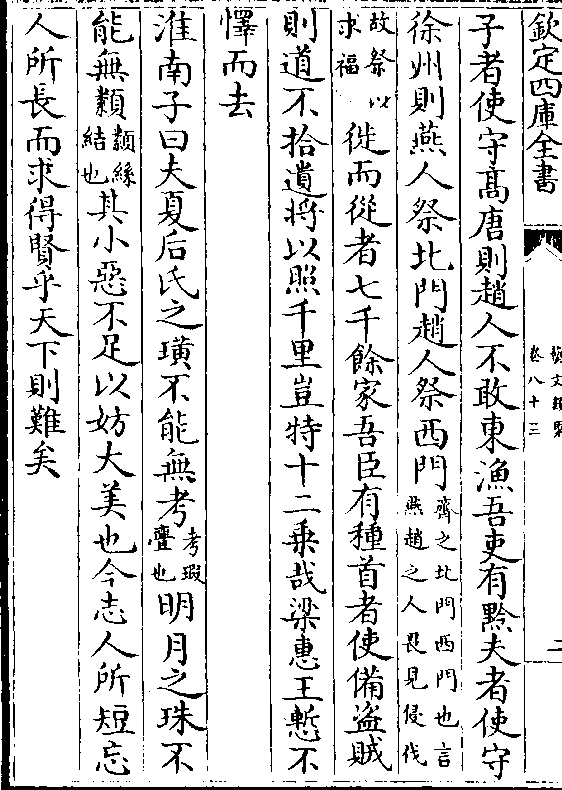 欽定四庫全書
藝文類聚
卷八十三
二
子者使守髙唐則趙人不敢東漁吾吏有黔夫者使守
徐州則燕人祭北門趙人祭西門齊之北門西門也言燕趙之人畏見侵伐
故祭以求福徙而從者七千餘家吾臣有種首者使備盜賊
則道不拾遺將以照千里豈特十二乗哉梁惠王慙不
懌而去
淮南子曰夫夏后氏之璜不能無考考瑕舋也明月之珠不
能無纇纇絲結也其小惡不足以妨大美也今志人所短忘
人所長而求得賢乎天下則難矣